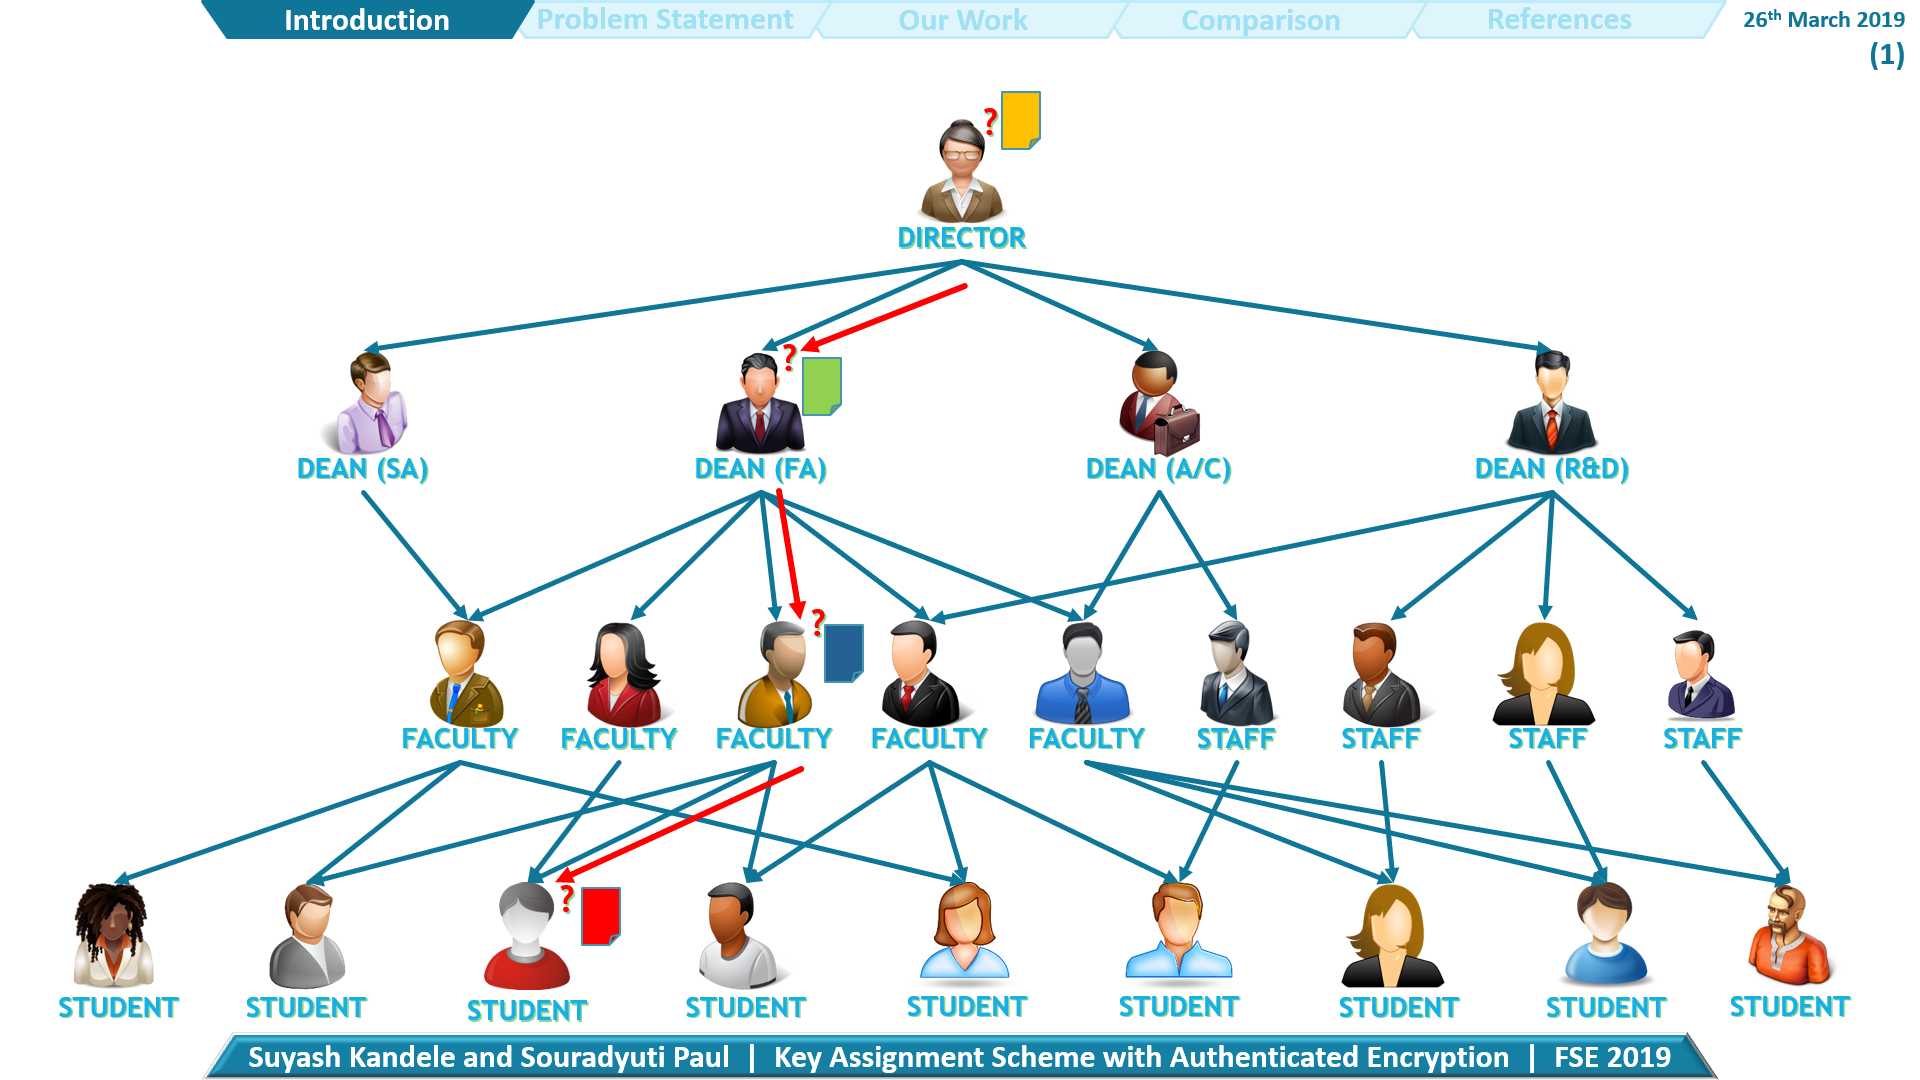 Introduction
Problem Statement
Our Work
Comparison
References
26th March 2019
(1)
?
DIRECTOR
?
DEAN (SA)
DEAN (FA)
DEAN (A/C)
DEAN (R&D)
?
FACULTY
FACULTY
FACULTY
FACULTY
FACULTY
STAFF
STAFF
STAFF
STAFF
?
STUDENT
STUDENT
STUDENT
STUDENT
STUDENT
STUDENT
STUDENT
STUDENT
STUDENT
Suyash Kandele and Souradyuti Paul | Key Assignment Scheme with Authenticated Encryption | FSE 2019